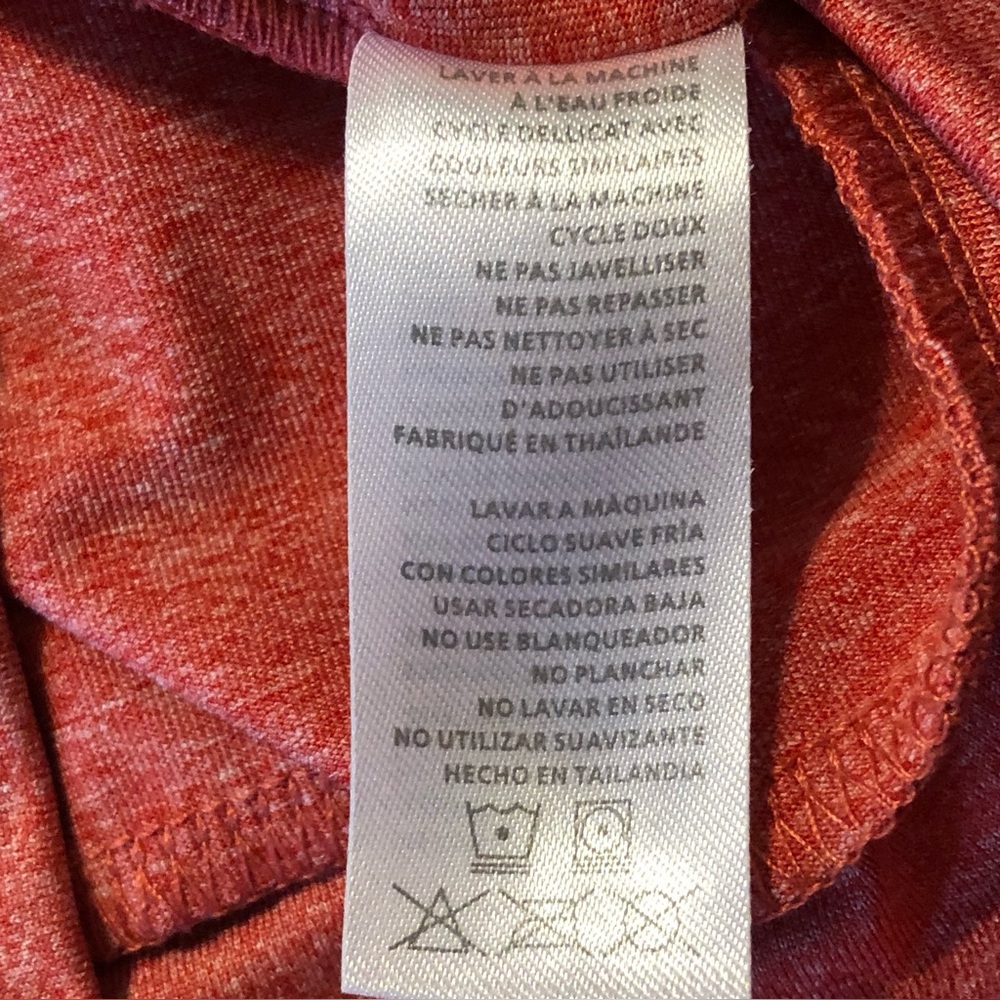 LAVER À LA MACHINE
À L'EAU FROIDE
CYCLE DELLICAT AVEC
COULEURS SIMILAIRES
SECHER À LA MACHINE
CYCLE DOUX
NE PAS JAVELLISER
NE PAS REPASSER
NE PAS NETTOYER À SEC
NE PAS UTILISER
D'ADOUCISSANT
FABRIQUÉ EN THAÏLANDE
LAVAR A MÀQUINA
CICLO SUAVE FRÍA
CON COLORES SIMILARES
USAR SECADORA BAJA
NO USE BLANQUEADOR
NO PLANCHAR
NO LAVAR EN SECO
NO UTILIZAR SUAVIZANTE
HECHO EN TAILANDIA